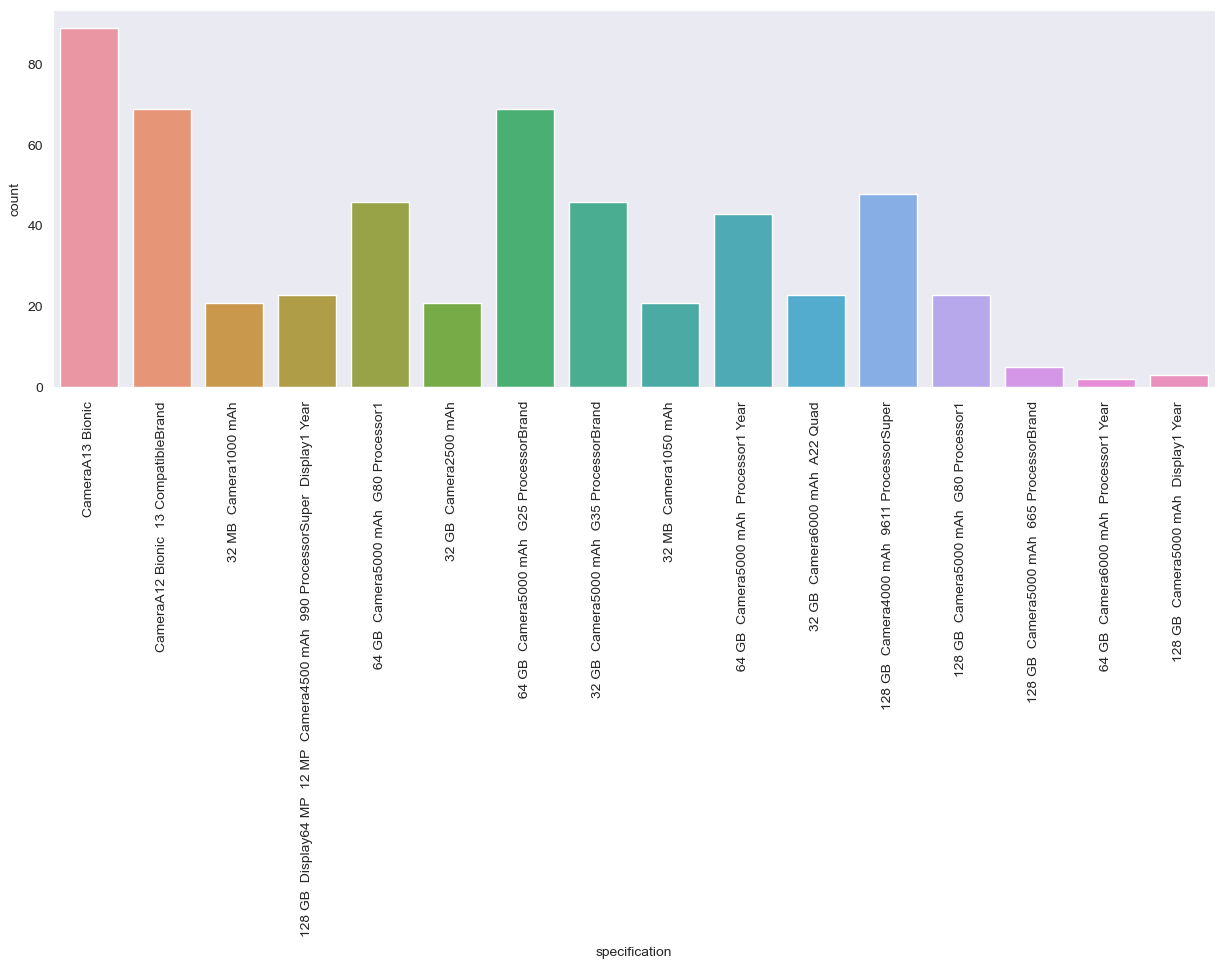 80
60
40
20
0
count
CameraA13 Bionic
CameraA12 Bionic  13 CompatibleBrand
32 MB  Camera1000 mAh
128 GB  Display64 MP  12 MP  Camera4500 mAh  990 ProcessorSuper  Display1 Year
64 GB  Camera5000 mAh  G80 Processor1
32 GB  Camera2500 mAh
64 GB  Camera5000 mAh  G25 ProcessorBrand
32 GB  Camera5000 mAh  G35 ProcessorBrand
32 MB  Camera1050 mAh
64 GB  Camera5000 mAh  Processor1 Year
32 GB  Camera6000 mAh  A22 Quad
128 GB  Camera4000 mAh  9611 ProcessorSuper
128 GB  Camera5000 mAh  G80 Processor1
128 GB  Camera5000 mAh  665 ProcessorBrand
64 GB  Camera6000 mAh  Processor1 Year
128 GB  Camera5000 mAh  Display1 Year
specification